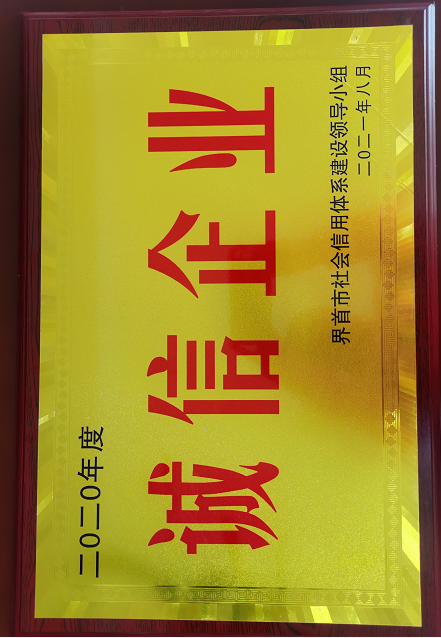 二〇二〇年度
诚信企业
界首市社会信用体系建设领导小组
二〇二一年八月